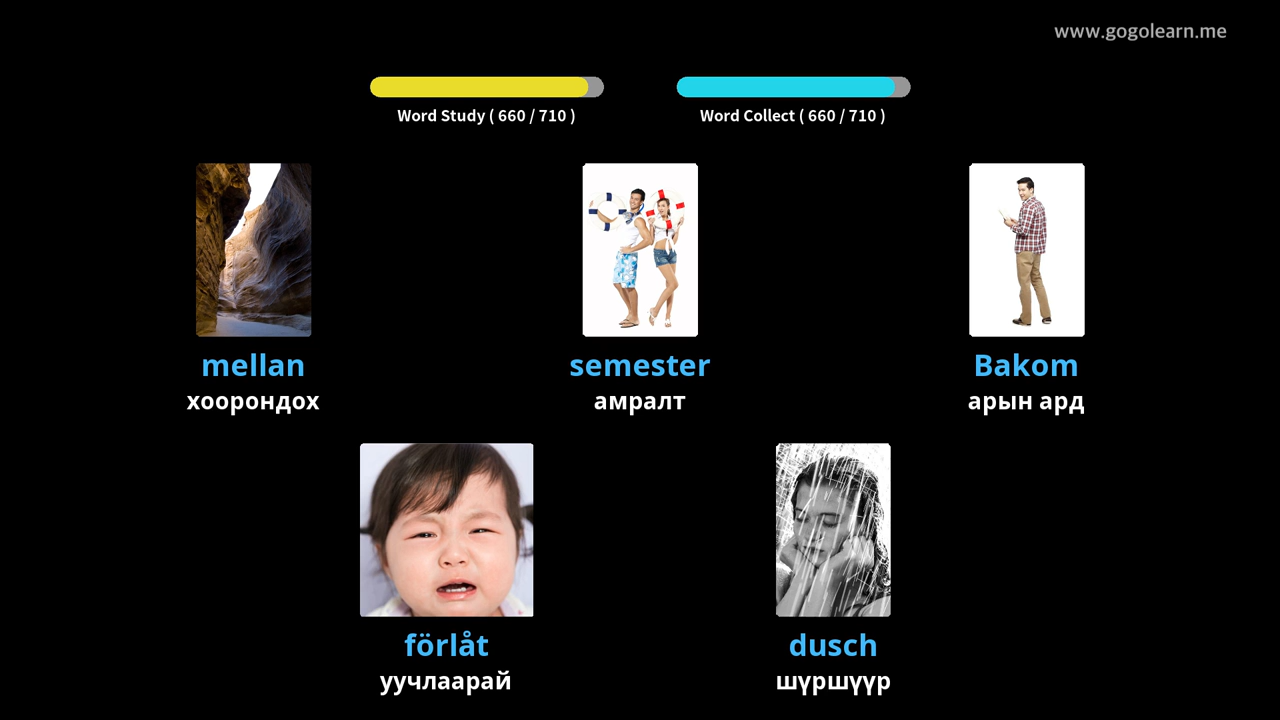 www.gogolearn.me
Word Study ( 660 / 710 )
Word Collect ( 660 / 710 )
mellan
хоорондох
semester
амралт
Bakom
арын ард
förlåt
уучлаарай
dusch
шүршүүр